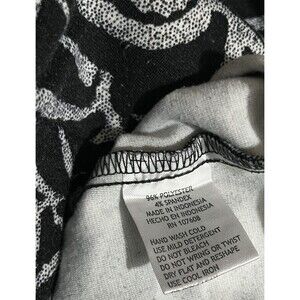 96% POLYESTER
4% SPANDEX
MADE IN INDONESIA
HECHO EN INDONESIA
RN 107608
HAND WASH COLD
USE MILD DETERGENT
DO NOT BLEACH
DO NOT WRING OR TWIST
DRY FLAT AND RESHAPE
USE COOL IRON